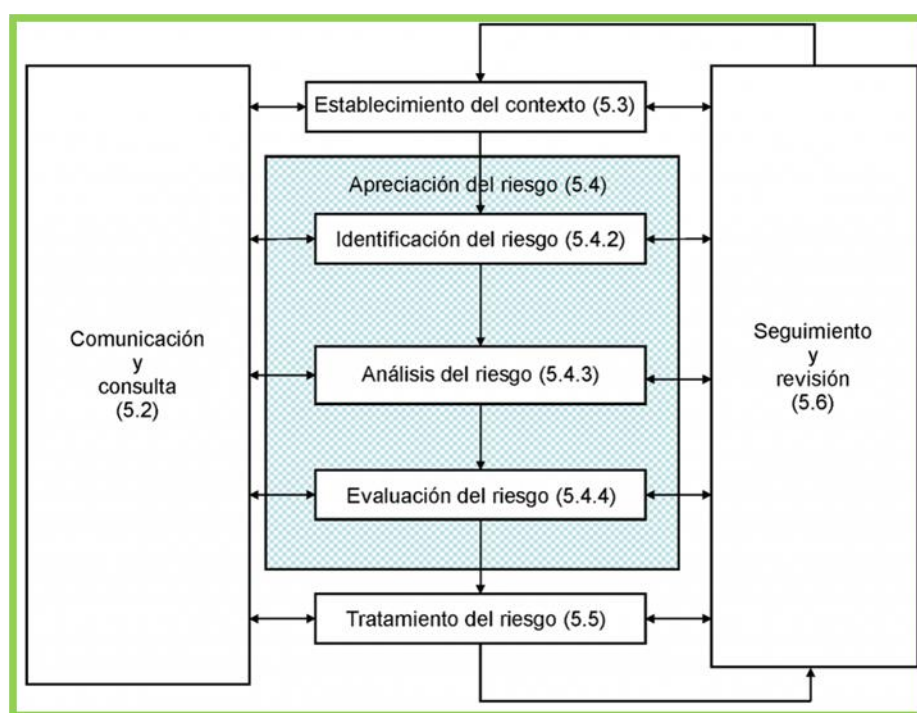 Establecimiento del contexto (5.3)
Apreciación del riesgo (5.4)
Identificación del riesgo (5.4.2)
Comunicación
y
consulta
(5.2)
Análisis del riesgo (5.4.3)
Seguimiento
y
revisión
(5.6)
Evaluación del riesgo (5.4.4)
Tratamiento del riesgo (5.5)